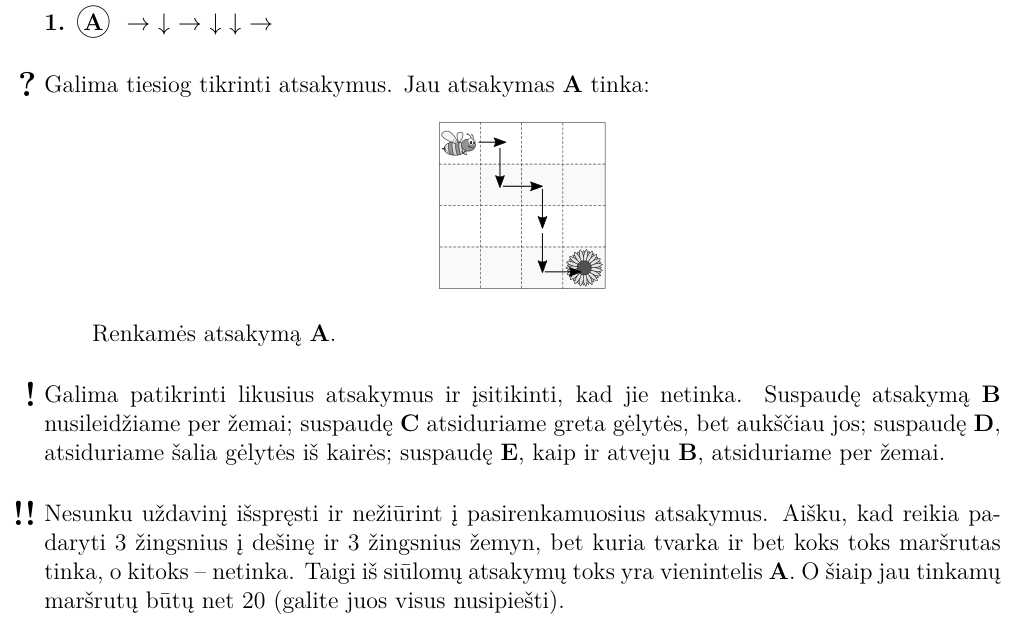 1. A → ↓ → ↓ ↓ →
? Galima tiesiog tikrinti atsakymus. Jau atsakymas A tinka:
Renkamės atsakymą A.
! Galima patikrinti likusius atsakymus ir įsitikinti, kad jie netinka. Suspaudę atsakymą B
nusileidžiame per žemai; suspaudę C atsiduriame greta gėlytės, bet aukščiau jos; suspaudę D,
atsiduriame šalia gėlytės iš kairės; suspaudę E, kaip ir atveju B, atsiduriame per žemai.
!! Nesunku uždavinį išspręsti ir nežiūrint į pasirenkamuosius atsakymus. Aišku, kad reikia pa-
daryti 3 žingsnius į dešinę ir 3 žingsnius žemyn, bet kuria tvarka ir bet koks toks maršrutas
tinka, o kitoks – netinka. Taigi iš siūlomų atsakymų toks yra vienintelis A. O šiaip jau tinkamų
maršrutų būtų net 20 (galite juos visus nusipiešti).